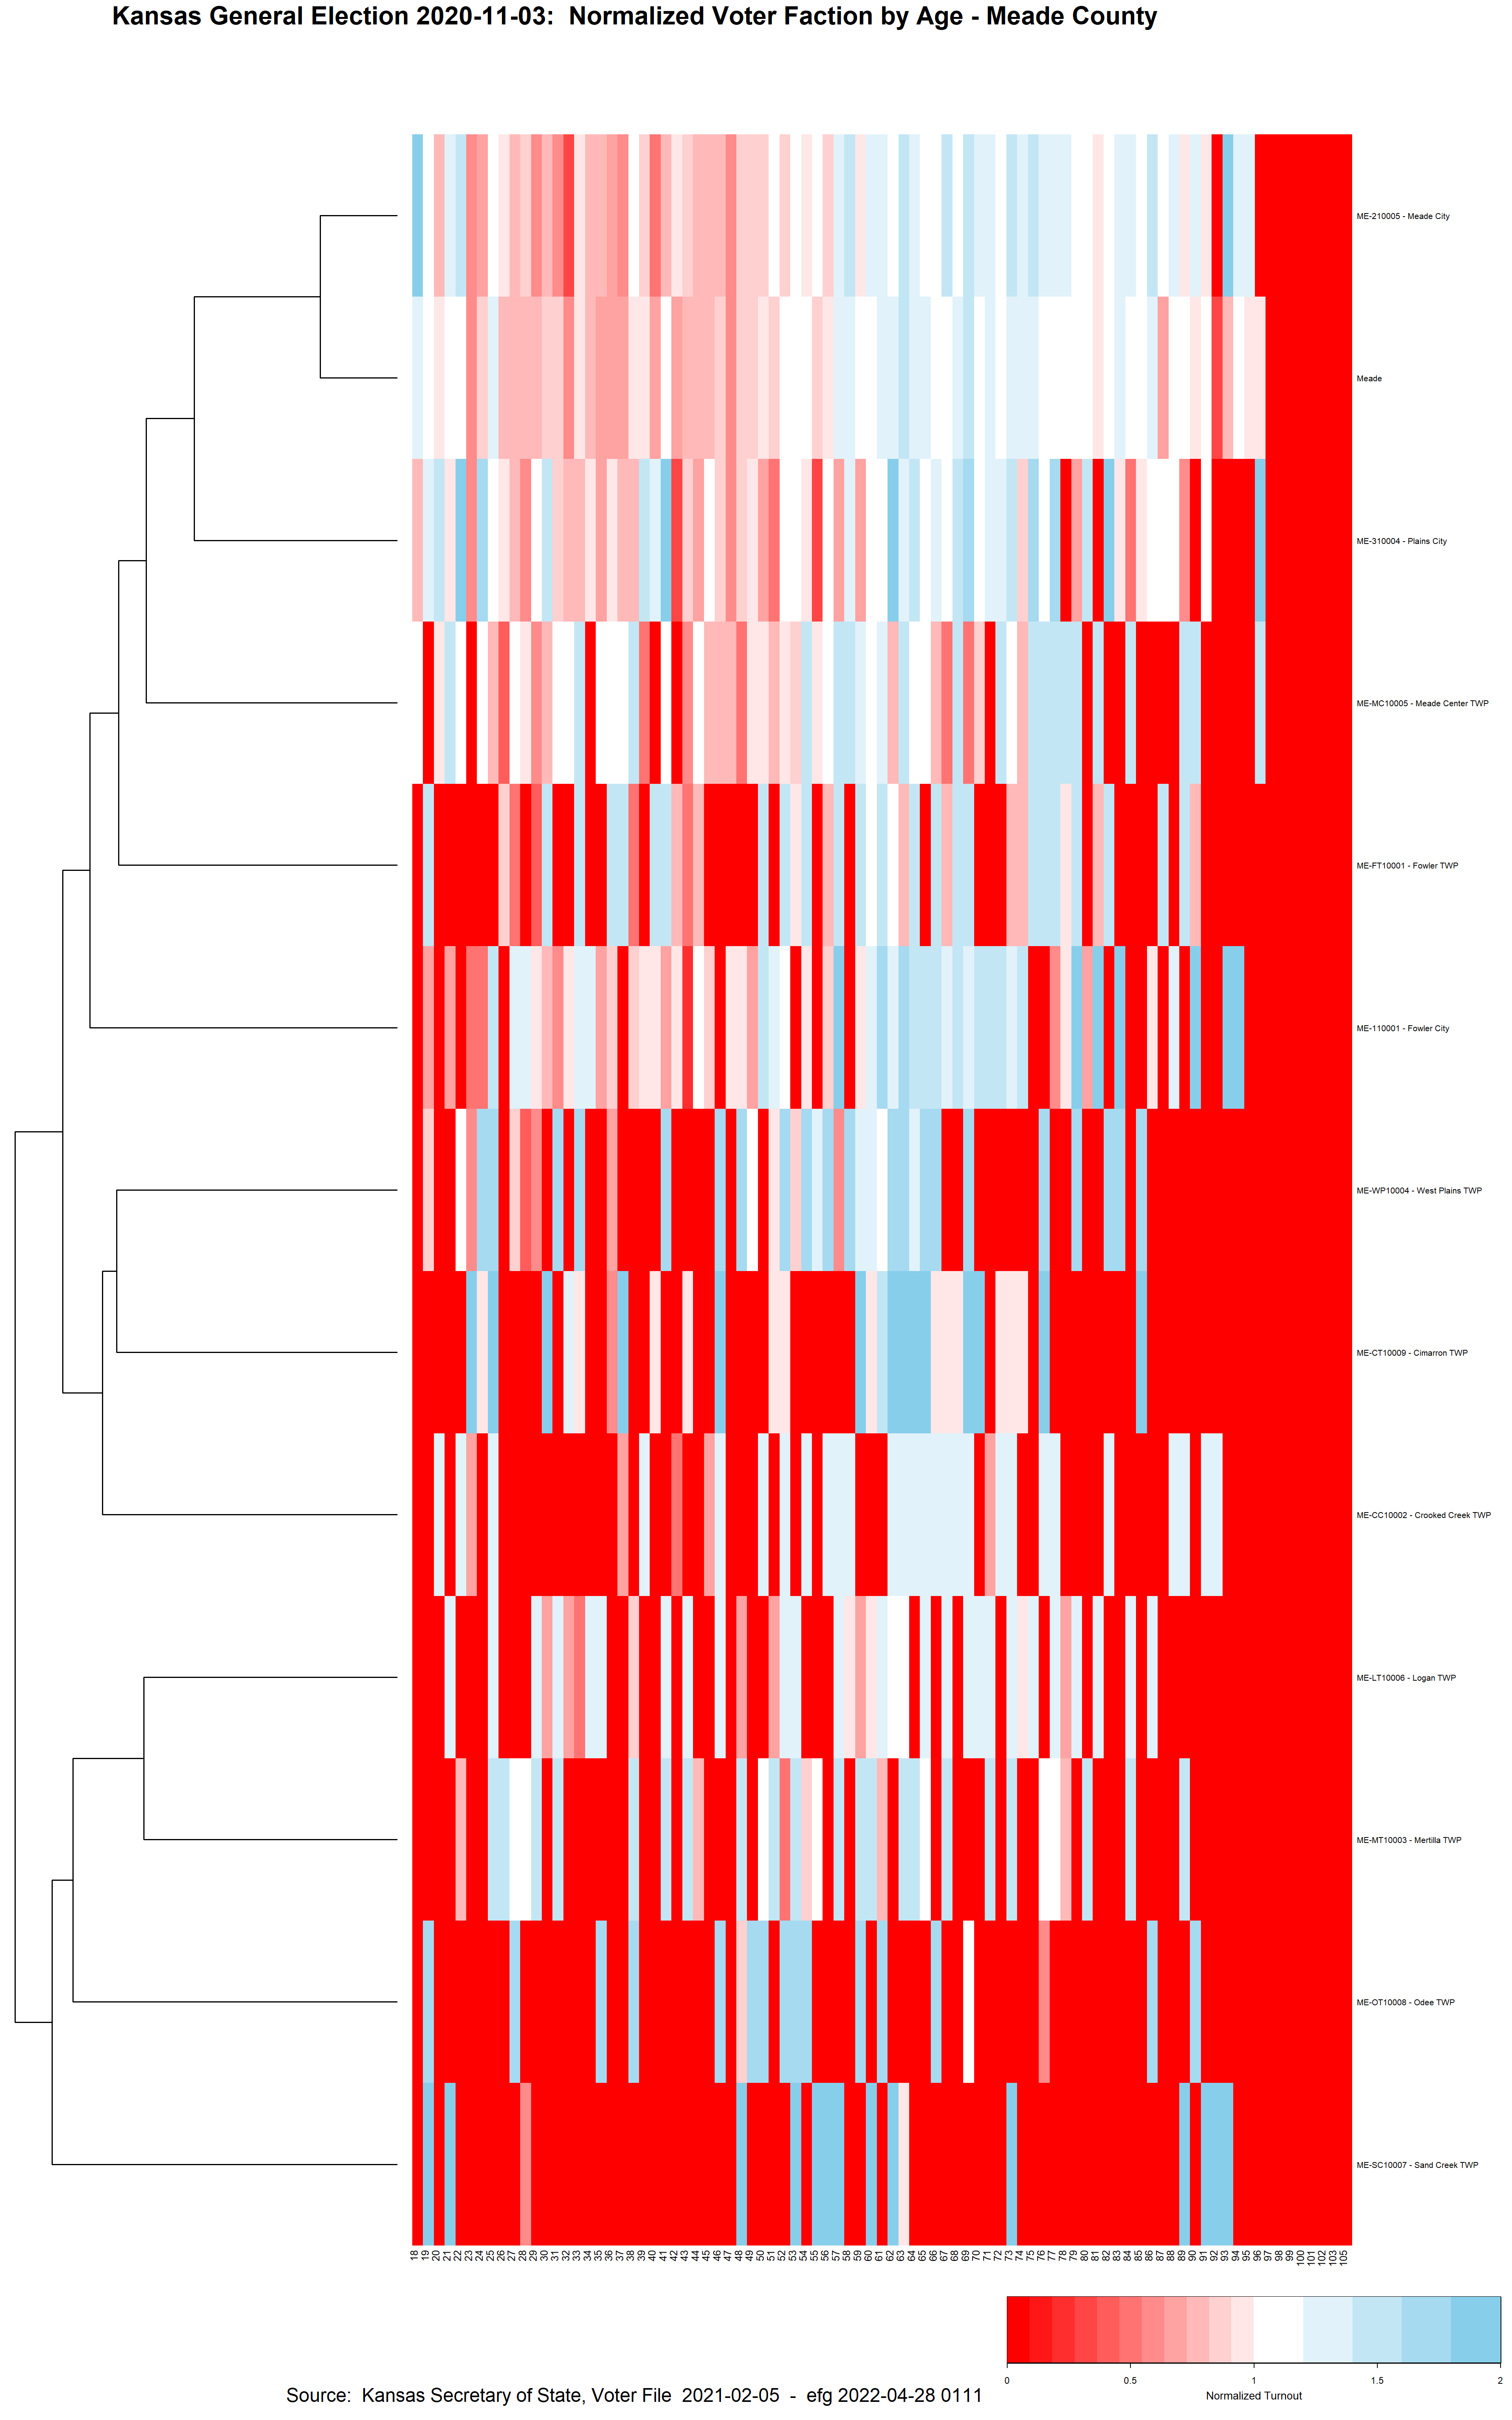 Kansas General Election 2020-11-03:  Normalized Voter Faction by Age - Meade County
ME-210005 - Meade City
Meade
ME-310004 - Plains City
ME-MC10005 - Meade Center TWP
ME-FT10001 - Fowler TWP
ME-110001 - Fowler City
ME-WP10004 - West Plains TWP
ME-CT10009 - Cimarron TWP
ME-CC10002 - Crooked Creek TWP
ME-LT10006 - Logan TWP
ME-MT10003 - Mertilla TWP
ME-OT10008 - Odee TWP
ME-SC10007 - Sand Creek TWP
18 19 20 21 22 23 24 25 26 27 28 29 30 31 32 33 34 35 36 37 38 39 40 41 42 43 44 45 46 47 48 49 50 51 52 53 54 55 56 57 58 59 60 61 62 63 64 65 66 67 68 69 70 71 72 73 74 75 76 77 78 79 80 81 82 83 84 85 86 87 88 89 90 91 92 93 94 95 96 97 98 99 100 101 102 103 105
0 0.5 1 1.5 2
Normalized Turnout
Source:  Kansas Secretary of State, Voter File  2021-02-05  -  efg 2022-04-28 0111